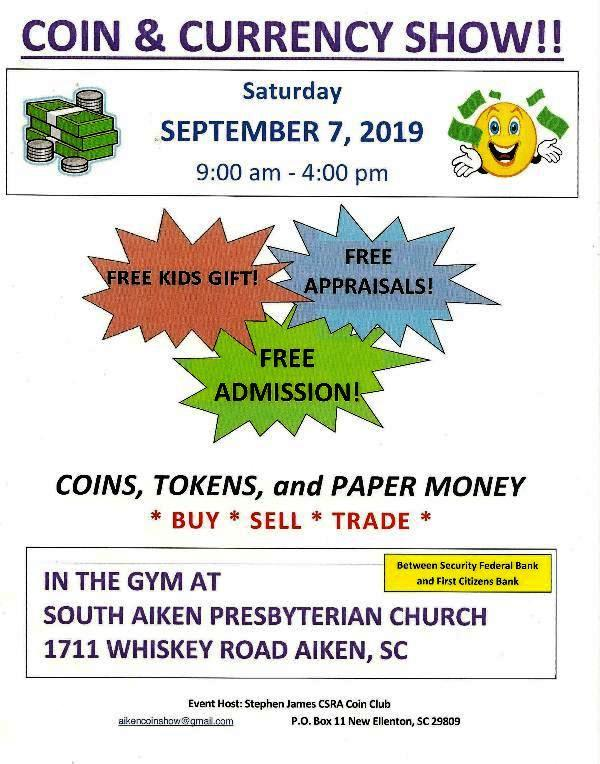 COIN & CURRENCY SHOW!!
Saturday
SEPTEMBER 7, 2019
9:00 am - 4:00 pm
FREE KIDS GIFT!
FREE
APPRAISALS!
FREE
ADMISSION!
COINS, TOKENS, and PAPER MONEY
* BUY * SELL * TRADE *
Between Security Federal Bank
and First Citizens Bank
IN THE GYM AT
SOUTH AIKEN PRESBYTERIAN CHURCH
1711 WHISKEY ROAD AIKEN, SC
Event Host: Stephen James CSRA Coin Club
aikencoinshow@gmail.com P.O. Box 11 New Ellenton, SC 29809